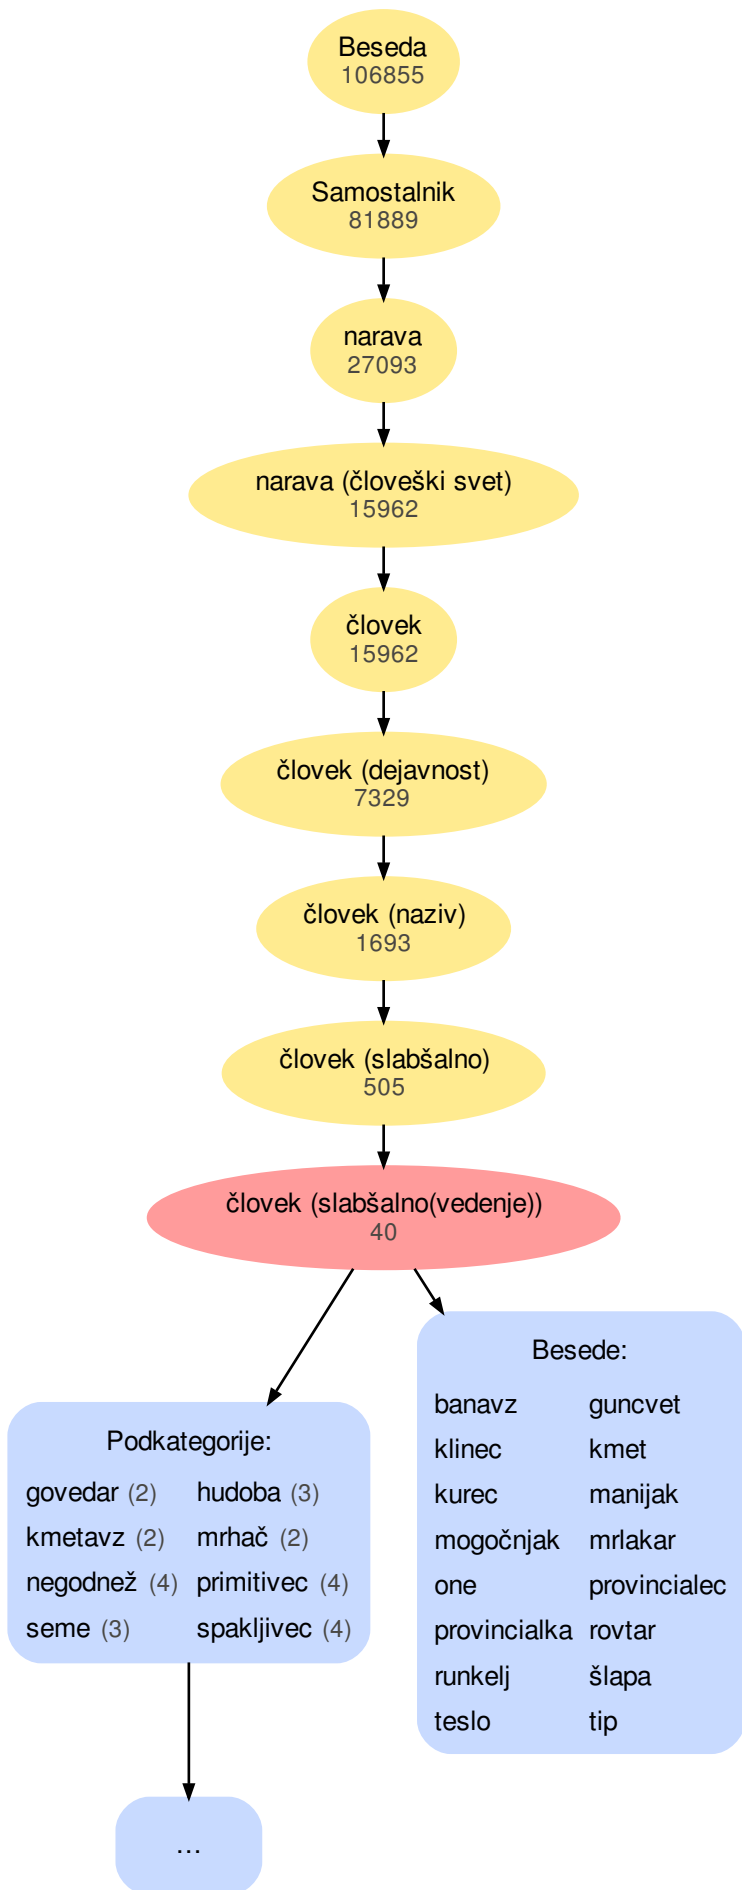 Beseda
106855
Samostalnik
81889
narava
27093
narava (človeški svet)
15962
človek
15962
človek (dejavnost)
7329
človek (naziv)
1693
človek (slabšalno)
505
človek (slabšalno(vedenje))
40
Podkategorije:
govedar (2) hudoba (3)
kmetavz (2) mrhač (2)
negodnež (4) primitivec (4)
seme (3) spakljivec (4)
...
Besede:
banavz guncvet
klinec kmet
kurec manijak
mogočnjak mrlakar
one provincialec
provincialka rovtar
runkelj šlapa
teslo tip